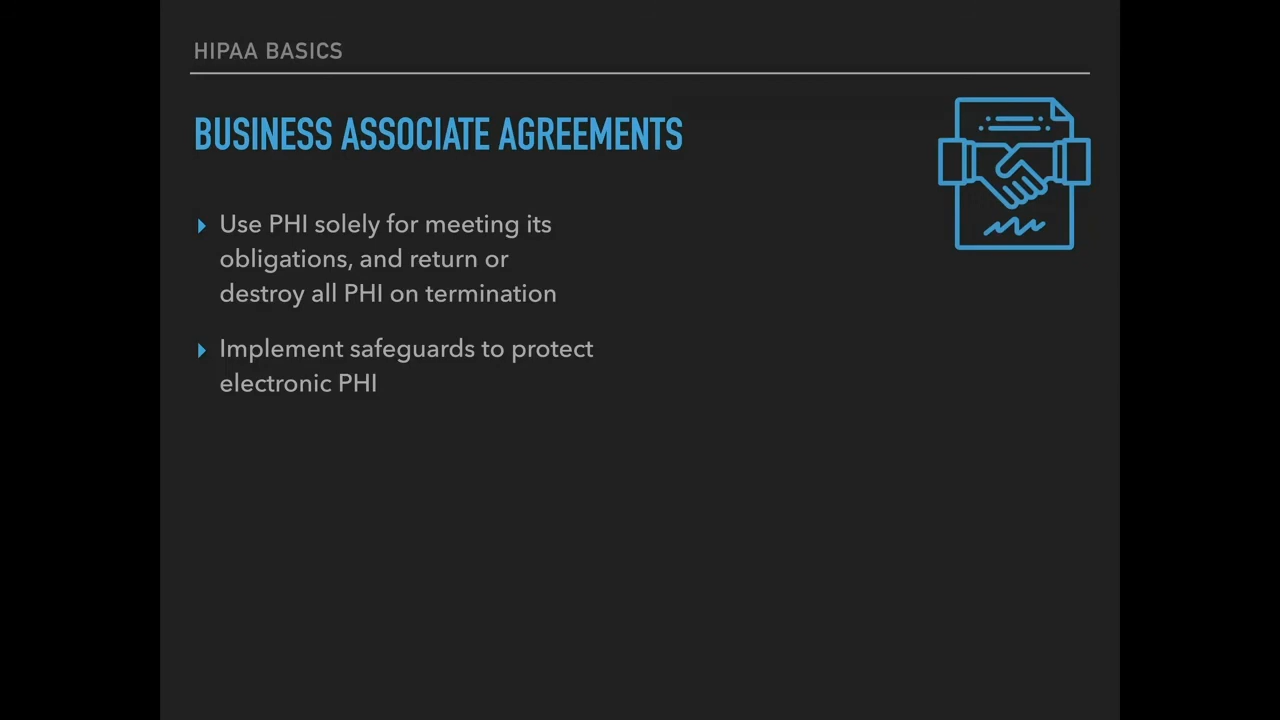 HIPAA BASICS
BUSINESS ASSOCIATE AGREEMENTS
Use PHI solely for meeting its
obligations, and return or
destroy all PHI on termination
Implement safeguards to protect
electronic PHI